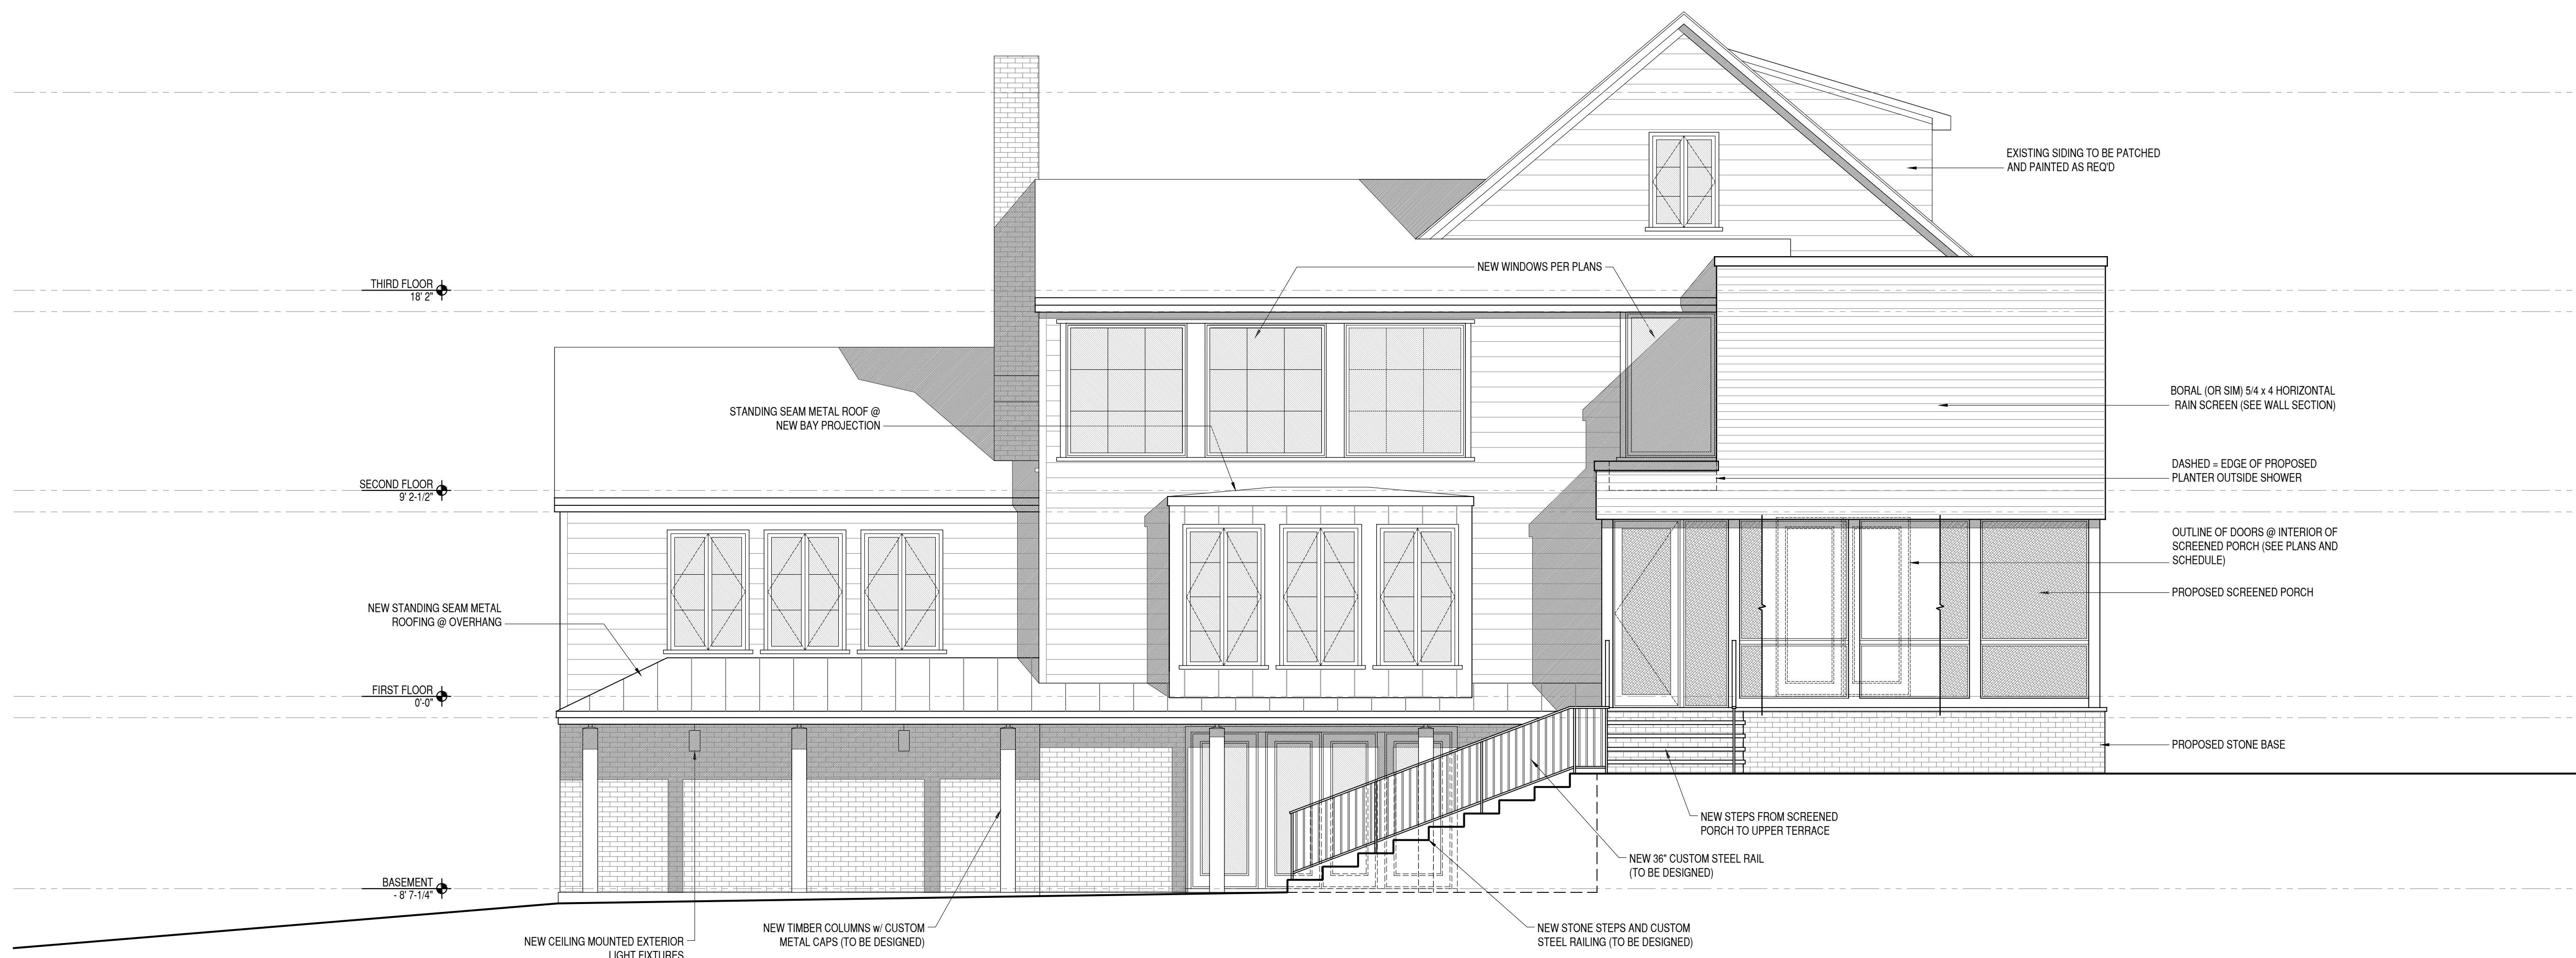 EXISTING SIDING TO BE PATCHED
AND PAINTED AS REQ'D
NEW WINDOWS PER PLANS
THIRD FLOOR
18' 2"
BORAL (OR SIM) 5/4 x 4 HORIZONTAL
RAIN SCREEN (SEE WALL SECTION)
STANDING SEAM METAL ROOF @
NEW BAY PROJECTION
DASHED = EDGE OF PROPOSED
PLANTER OUTSIDE SHOWER
SECOND FLOOR
9' 2-1/2"
OUTLINE OF DOORS @ INTERIOR OF
SCREENED PORCH (SEE PLANS AND
SCHEDULE)
PROPOSED SCREENED PORCH
NEW STANDING SEAM METAL
ROOFING @ OVERHANG
FIRST FLOOR
0'-0"
PROPOSED STONE BASE
NEW STEPS FROM SCREENED
PORCH TO UPPER TERRACE
NEW 36" CUSTOM STEEL RAIL
(TO BE DESIGNED)
BASEMENT
- 8' 7-1/4"
NEW TIMBER COLUMNS w/ CUSTOM
METAL CAPS (TO BE DESIGNED)
NEW STONE STEPS AND CUSTOM
STEEL RAILING (TO BE DESIGNED)
NEW CEILING MOUNTED EXTERIOR
LIGHT FIXTURES